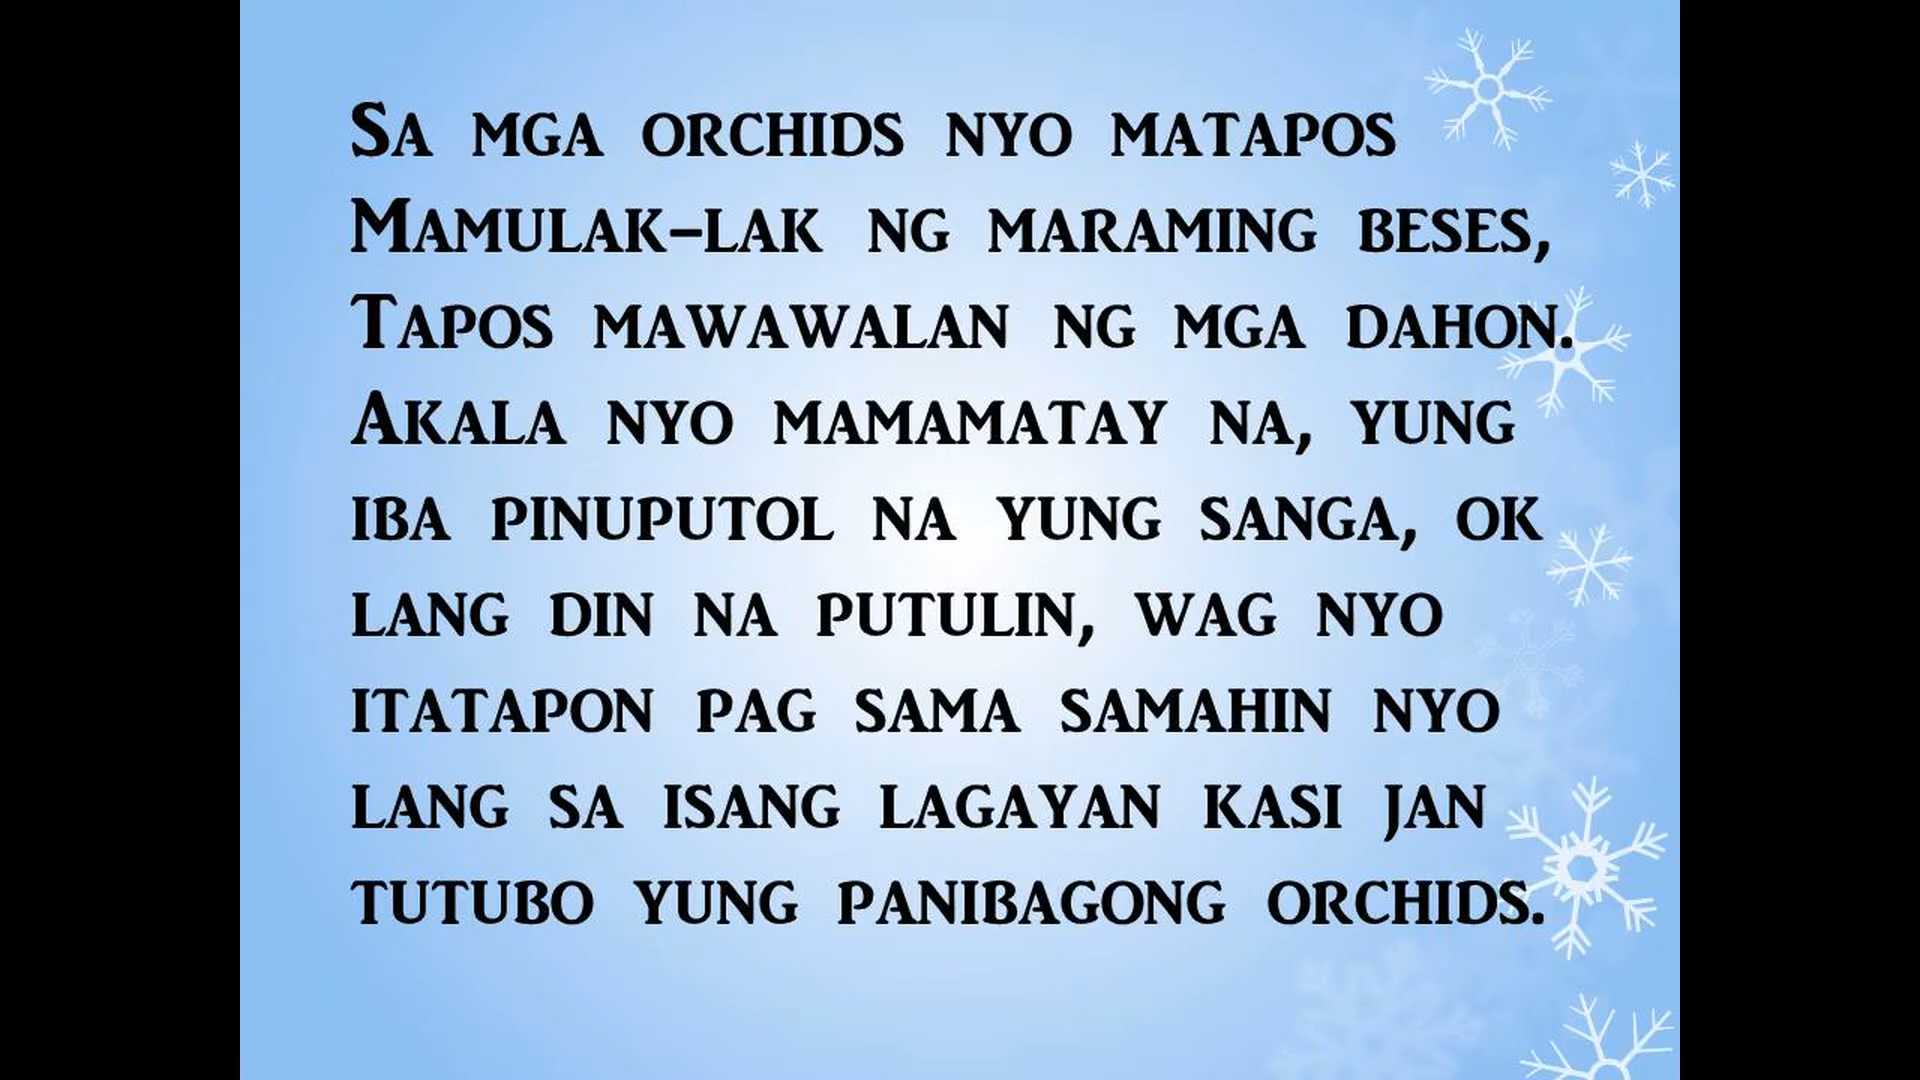 Sa mga orchids nyo matapos
Mamulak-lak ng maraming beses,
Tapos mawawalan ng mga dahon.
Akala nyo mamamatay na, yung
iba pinuputol na yung sanga, ok
lang din na putulin, wag nyo
itatapon pag sama samahin nyo
lang sa isang lagayan kasi jan
tutubo yung panibagong orchids.